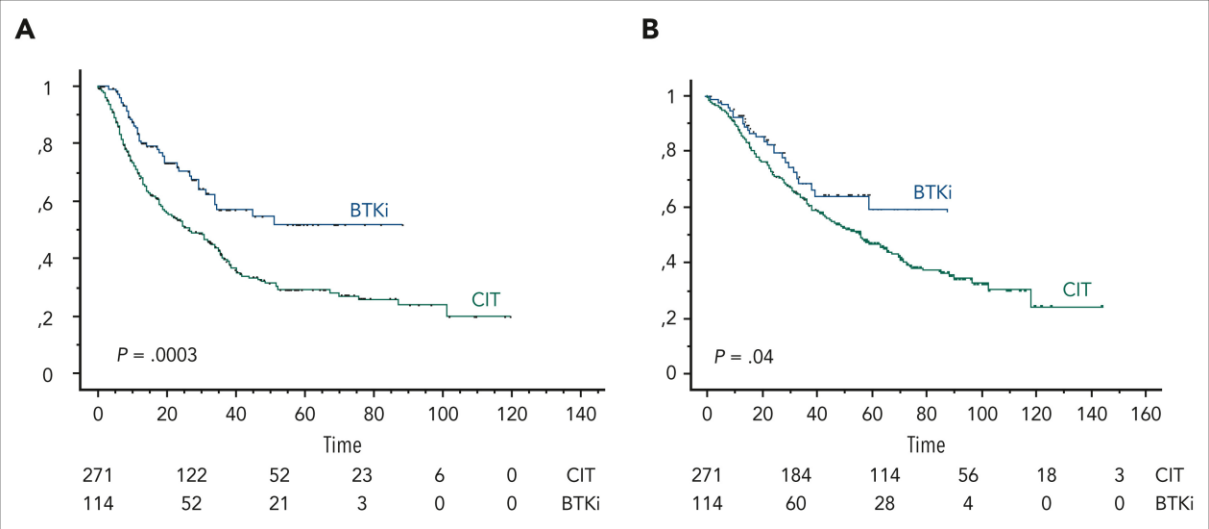 A
1
,8
,6
,4
,2
0
BTKi
CIT
P = .0003
0 20 40 60 80 100 120 140
Time
271 122 52 23 6 0 CIT
114 52 21 3 0 0 BTKi
B
1
,8
,6
,4
,2
0
BTKi
CIT
P = .04
0 20 40 60 80 100 120 140 160
Time
271 184 114 56 18 3 CIT
114 60 28 4 0 0 BTKi